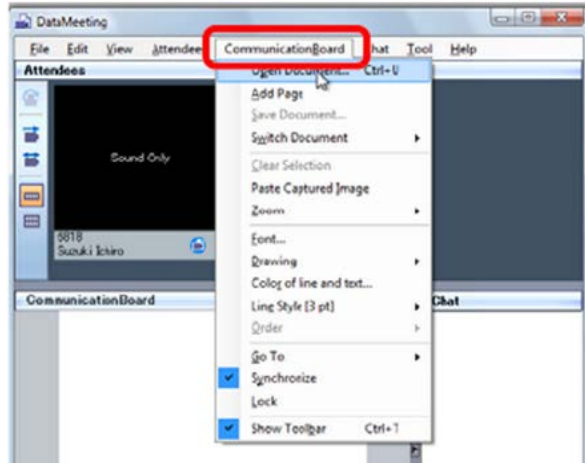 DataMeeting
File Edit View Attendee CommunicationBoard hat Tool Help
Attendees
Open Document... Ctrl+
Add Page
Save Document...
Switch Document
Sound Only
Clear Selection
Paste Captured Image
Zoom
6818
Suzuki Ichiro
Font...
Drawing
Color of line and text...
CommunicationBoard
Chat
Line Style [3 pt]
Order
Go To
Synchronize
Lock
Show Toolbar Ctrl+T